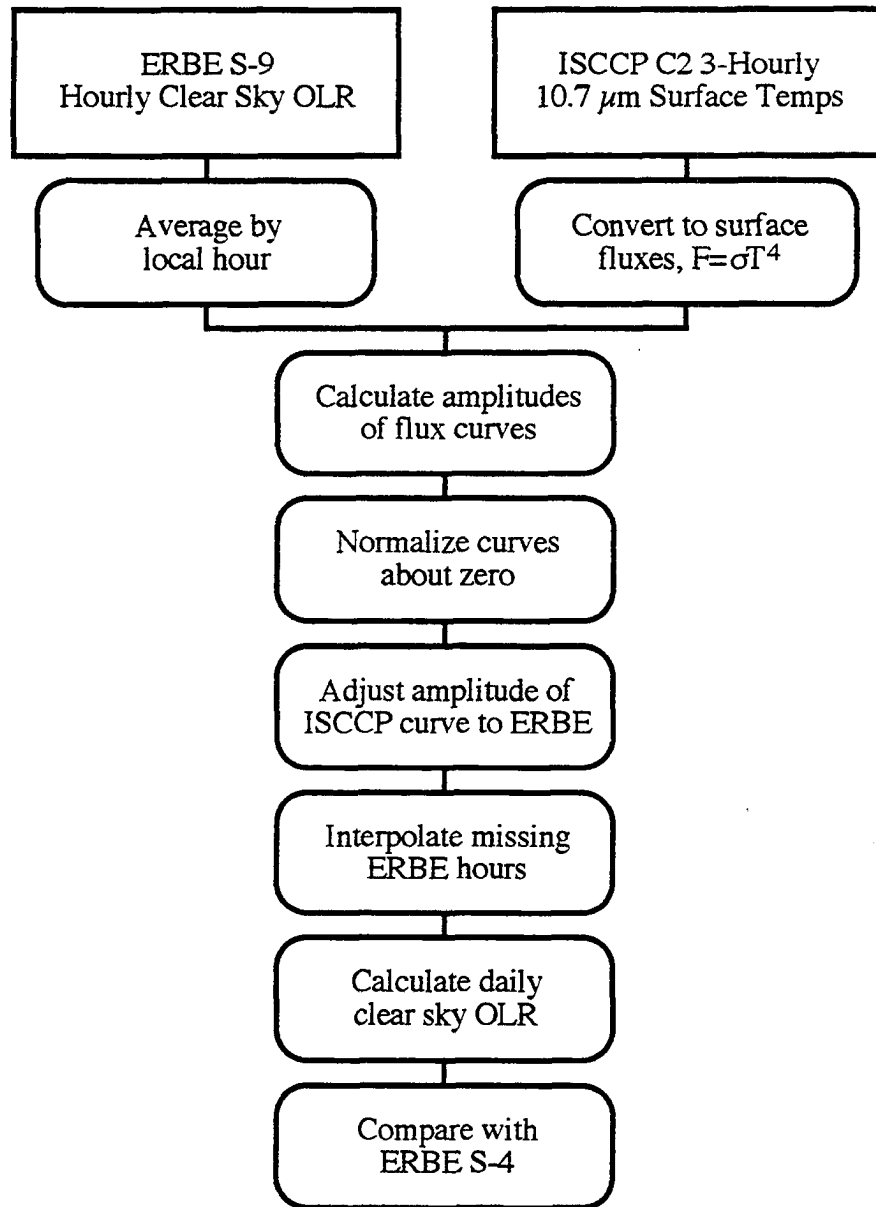 ERBE S-9
Hourly Clear Sky OLR
ISCCP C2 3-Hourly
10.7 μm Surface Temps
Average by
local hour
Convert to surface
fluxes, F=σT⁴
Calculate amplitudes
of flux curves
Normalize curves
about zero
Adjust amplitude of
ISCCP curve to ERBE
Interpolate missing
ERBE hours
Calculate daily
clear sky OLR
Compare with
ERBE S-4